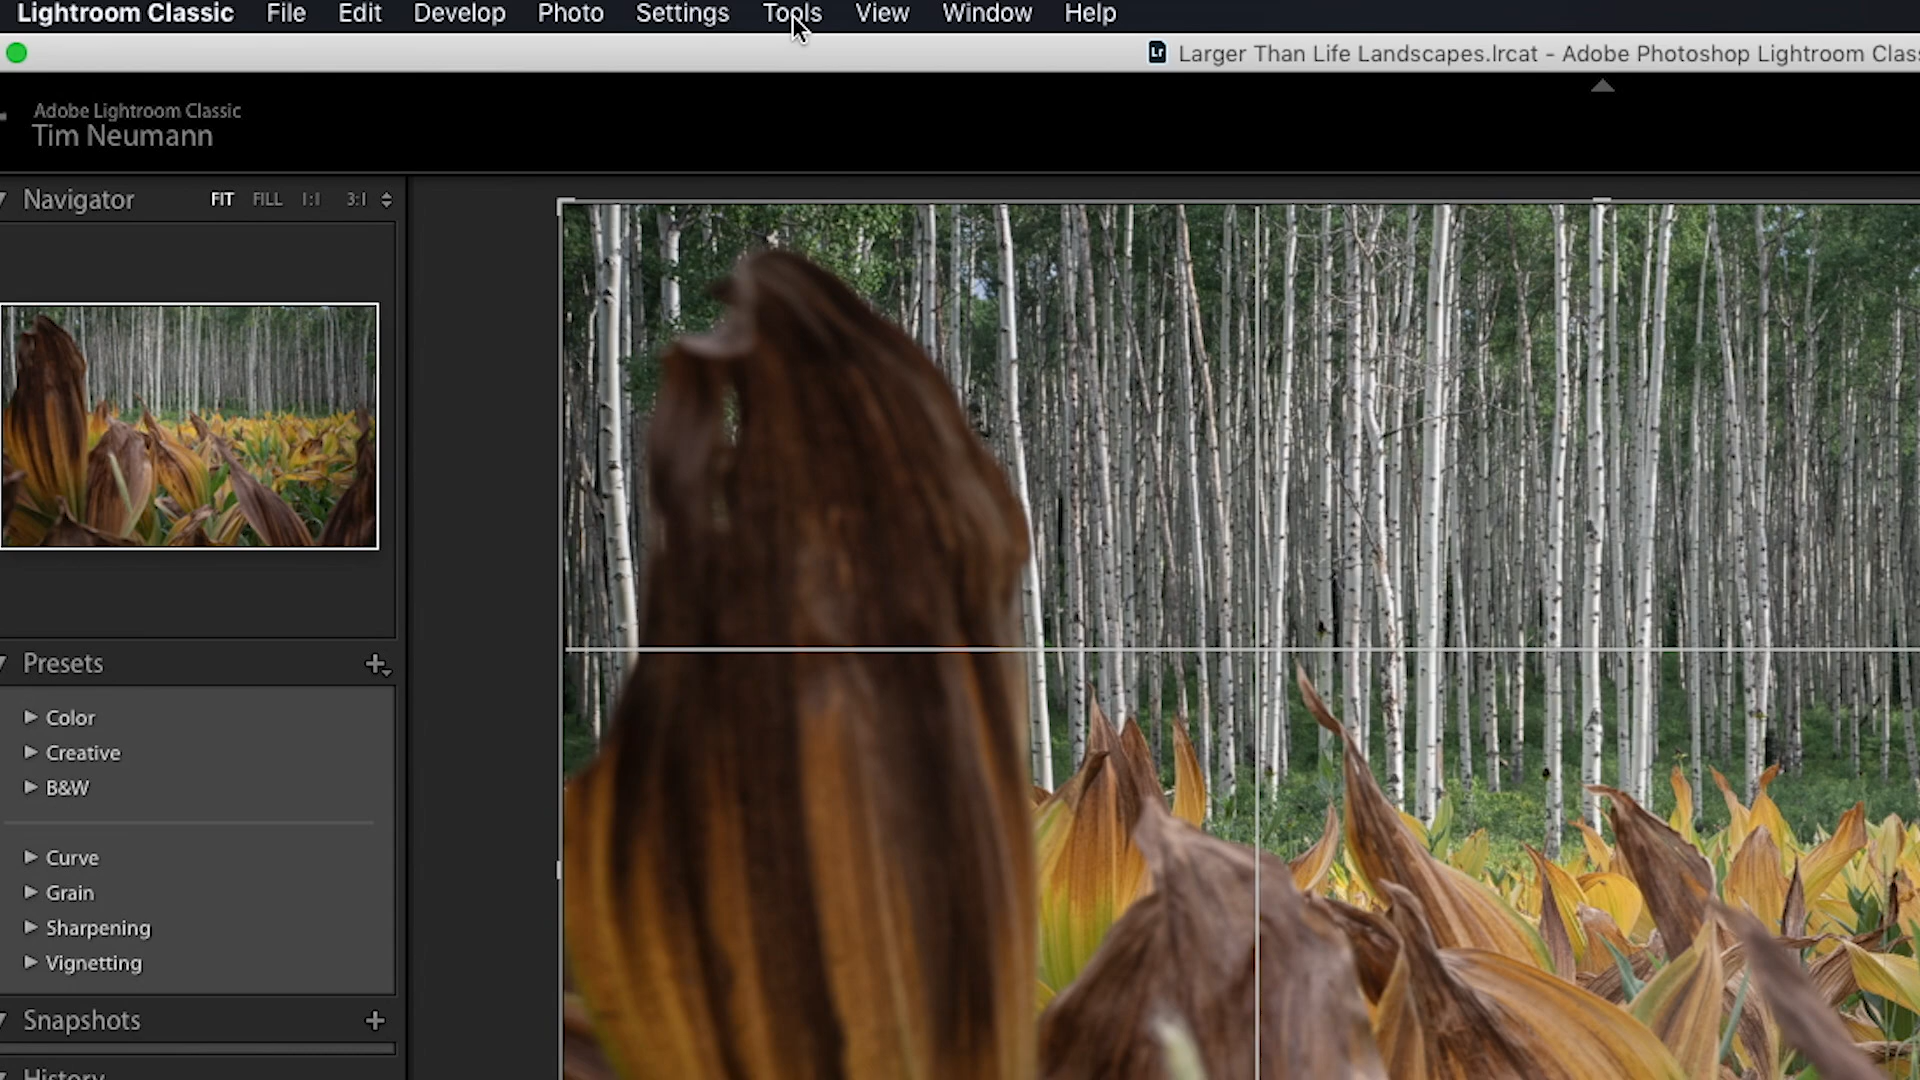 Lightroom Classic File Edit Develop Photo Settings Tools View Window Help
Lr Larger Than Life Landscapes.lrcat - Adobe Photoshop Lightroom Clas
Adobe Lightroom Classic
Tim Neumann
Navigator FIT FILL 1:1 3:1
Presets
Color
Creative
B&W
Curve
Grain
Sharpening
Vignetting
Snapshots
History